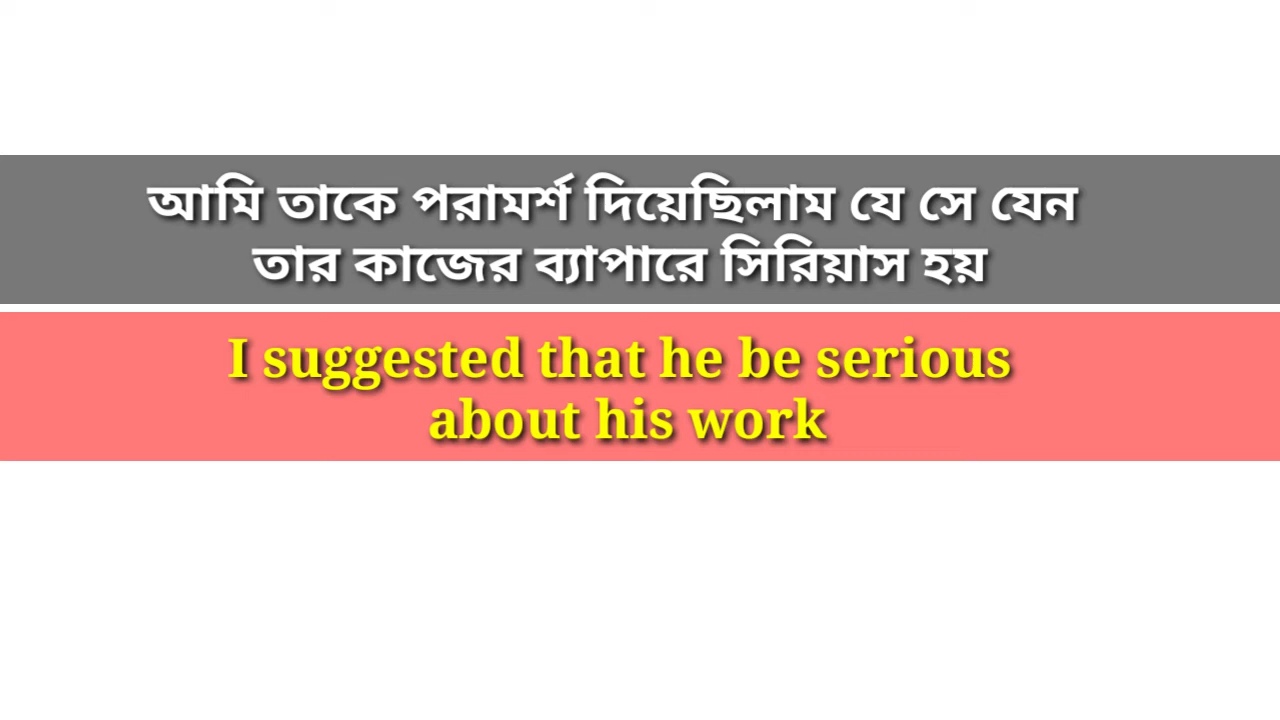 আমি তাকে পরামর্শ দিয়েছিলাম যে সে যেন
তার কাজের ব্যাপারে সিরিয়াস হয়
I suggested that he be serious
about his work